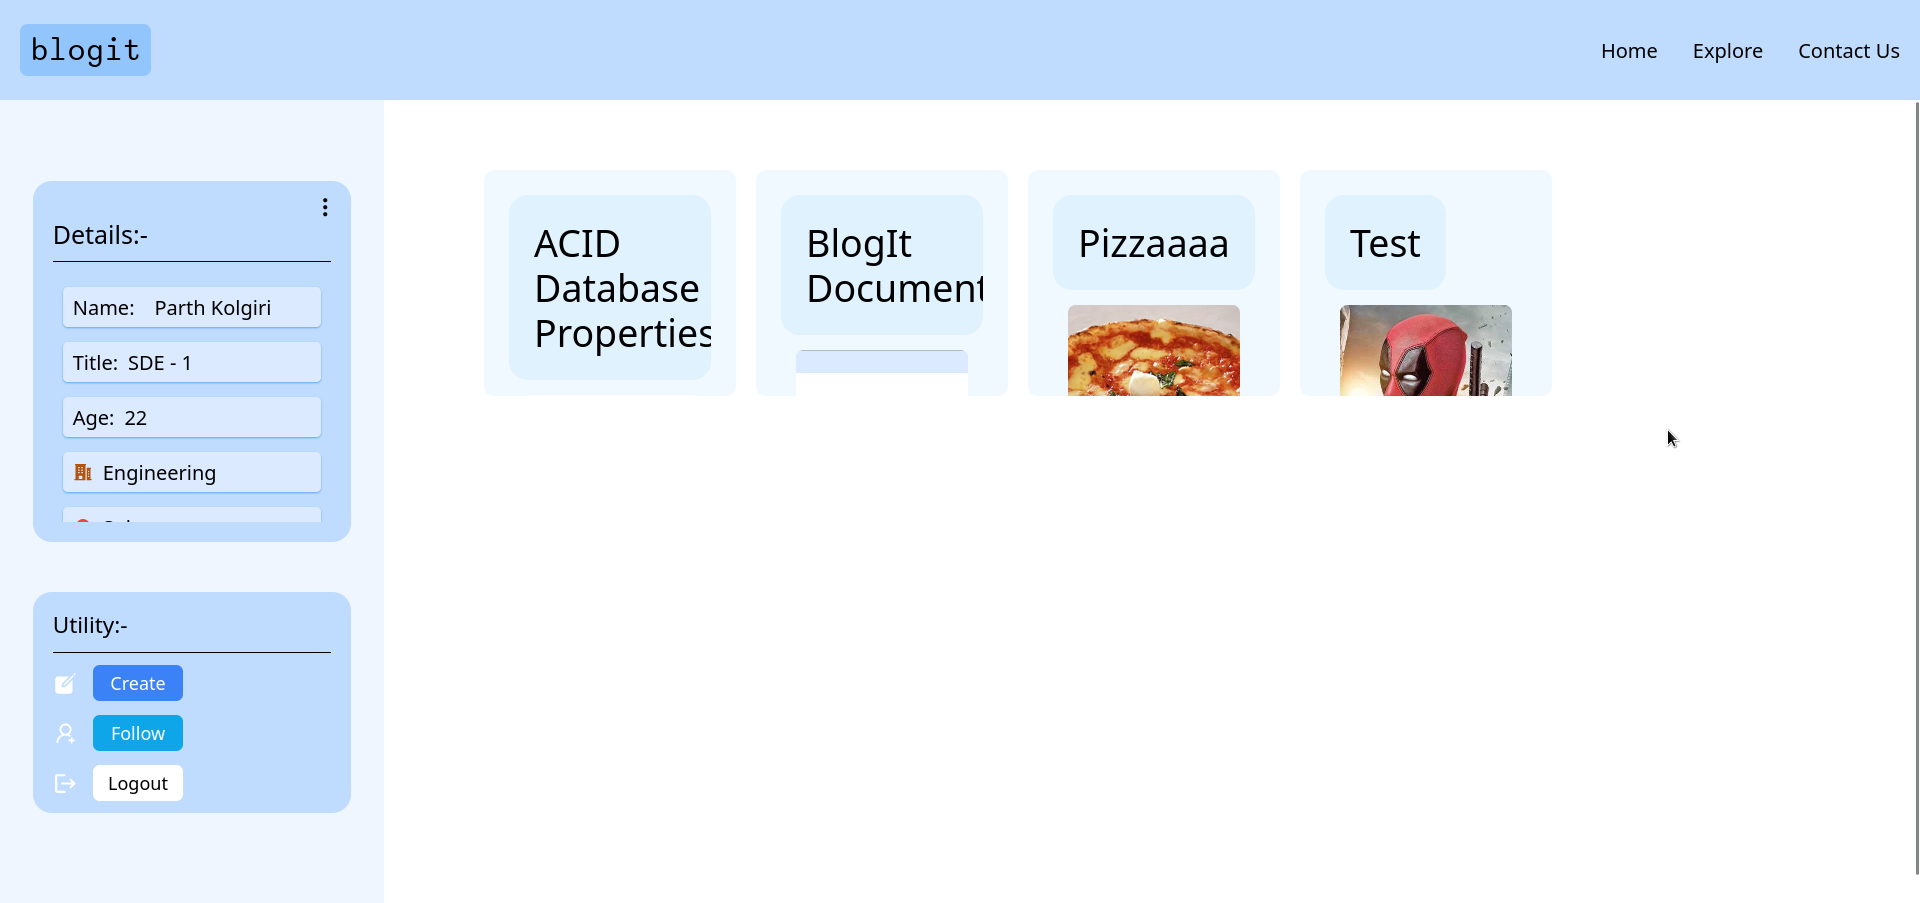 blogit
Home
Explore
Contact Us
Details:-
Name: Parth Kolgiri
Title: SDE - 1
Age: 22
Engineering
Utility:-
Create
Follow
Logout
ACID
Database
Properties
BlogIt
Document
Pizzaaaa
Test